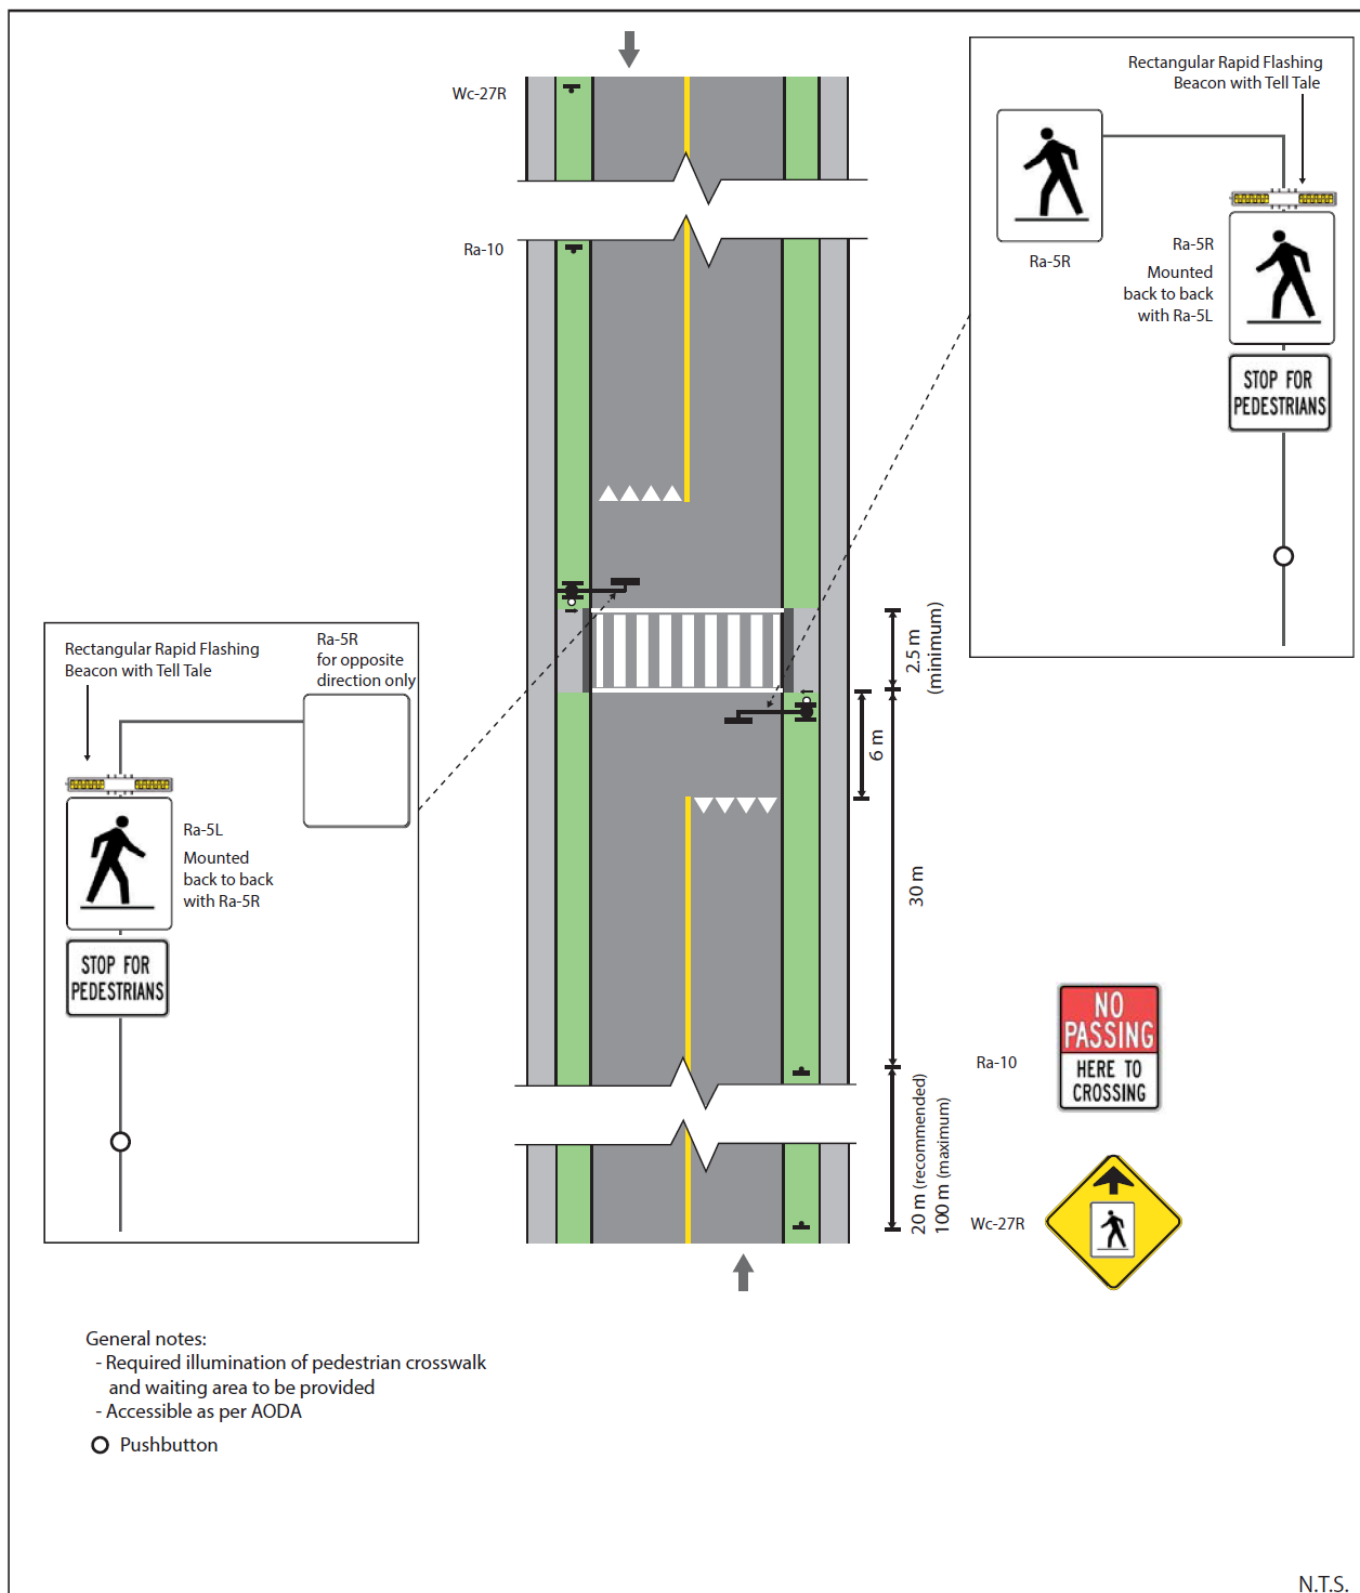 Wc-27R
Ra-10
Rectangular Rapid Flashing
Beacon with Tell Tale
Ra-5R
Ra-5R
Mounted
back to back
with Ra-5L
STOP FOR
PEDESTRIANS
Rectangular Rapid Flashing
Beacon with Tell Tale
Ra-5R
for opposite
direction only
Ra-5L
Mounted
back to back
with Ra-5R
STOP FOR
PEDESTRIANS
2.5 m
(minimum)
6 m
30 m
20 m (recommended)
100 m (maximum)
Ra-10
NO
PASSING
HERE TO
CROSSING
Wc-27R
General notes:
- Required illumination of pedestrian crosswalk
and waiting area to be provided
- Accessible as per AODA
Pushbutton
N.T.S.